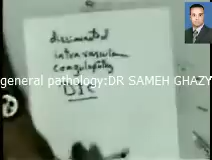 disseminated
intravascular
coagulopathy
general pathology:DR SAMEH GHAZY
DIC